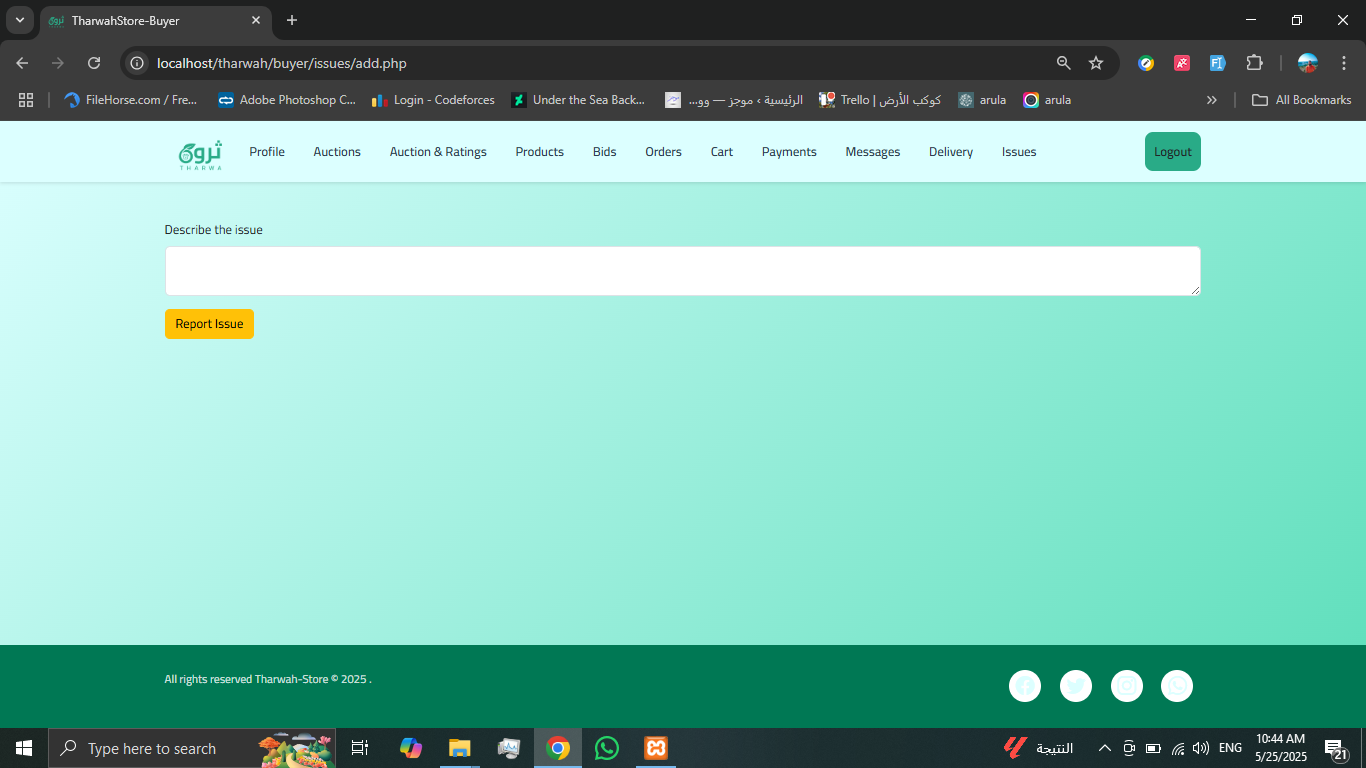 TharwahStore-Buyer
localhost/tharwah/buyer/issues/add.php
FileHorse.com / Fre...
Adobe Photoshop C...
Login - Codeforces
Under the Sea Back...
الرئيسية › موجز — وو...
Trello | كوكب الأرض
arula
arula
All Bookmarks
ثروة
THARWA
Profile
Auctions
Auction & Ratings
Products
Bids
Orders
Cart
Payments
Messages
Delivery
Issues
Logout
Describe the issue
Report Issue
All rights reserved Tharwah-Store © 2025 .
Type here to search
النتيجة
ENG
10:44 AM
5/25/2025
21